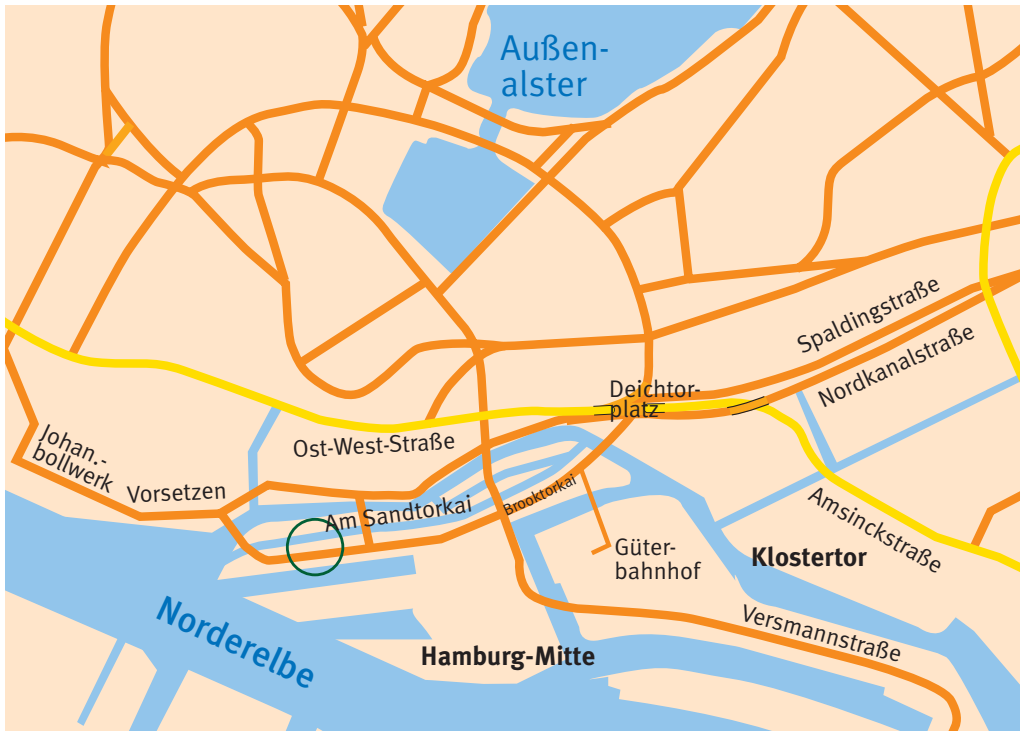 Außen-
alster
Spaldingstraße
Nordkanalstraße
Deichtor-
platz
Johan.-
bollwerk
Ost-West-Straße
Vorsetzen
Am Sandtorkai
Brooktorkai
Amsinckstraße
Güter-
bahnhof
Klostertor
Norderelbe
Versmannstraße
Hamburg-Mitte